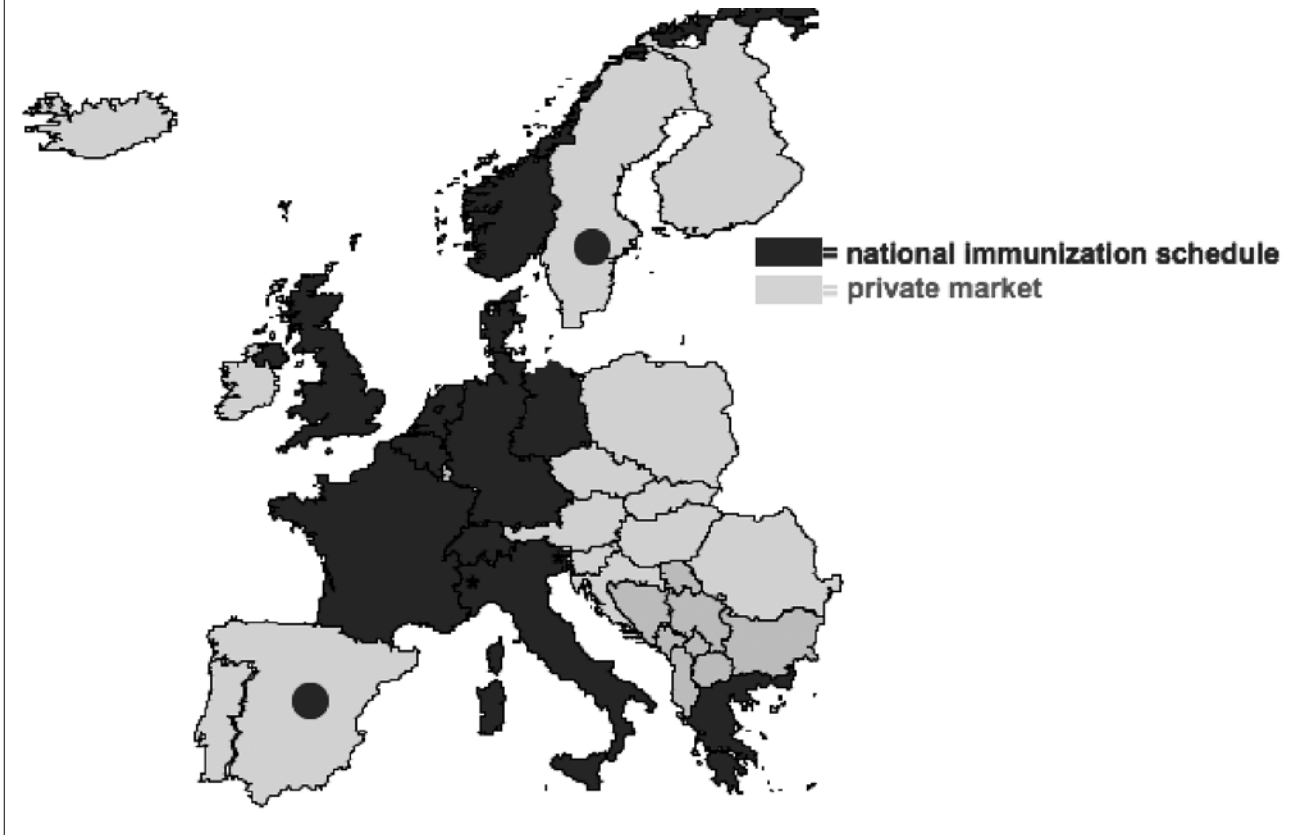 = national immunization schedule
= private market
*
*